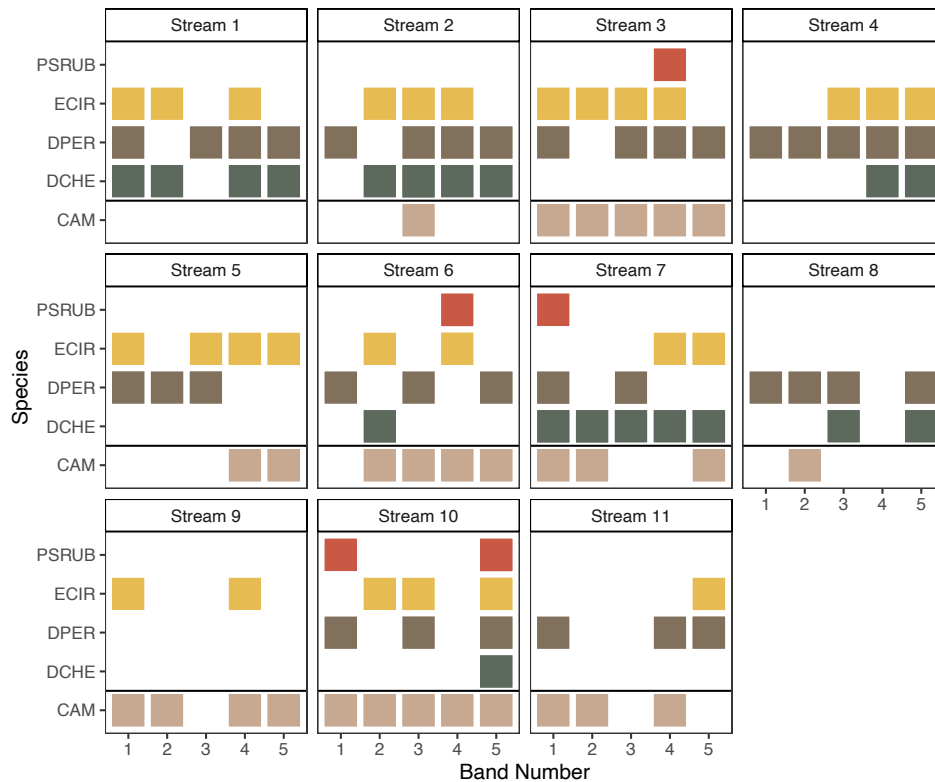 Stream 1 Stream 2 Stream 3 Stream 4
PSRUB
ECIR
DPER
DCHE
CAM
Stream 5 Stream 6 Stream 7 Stream 8
PSRUB
ECIR
DPER
DCHE
CAM
1 2 3 4 5
Stream 9 Stream 10 Stream 11
PSRUB
ECIR
DPER
DCHE
CAM
1 2 3 4 5 1 2 3 4 5 1 2 3 4 5
Species
Band Number